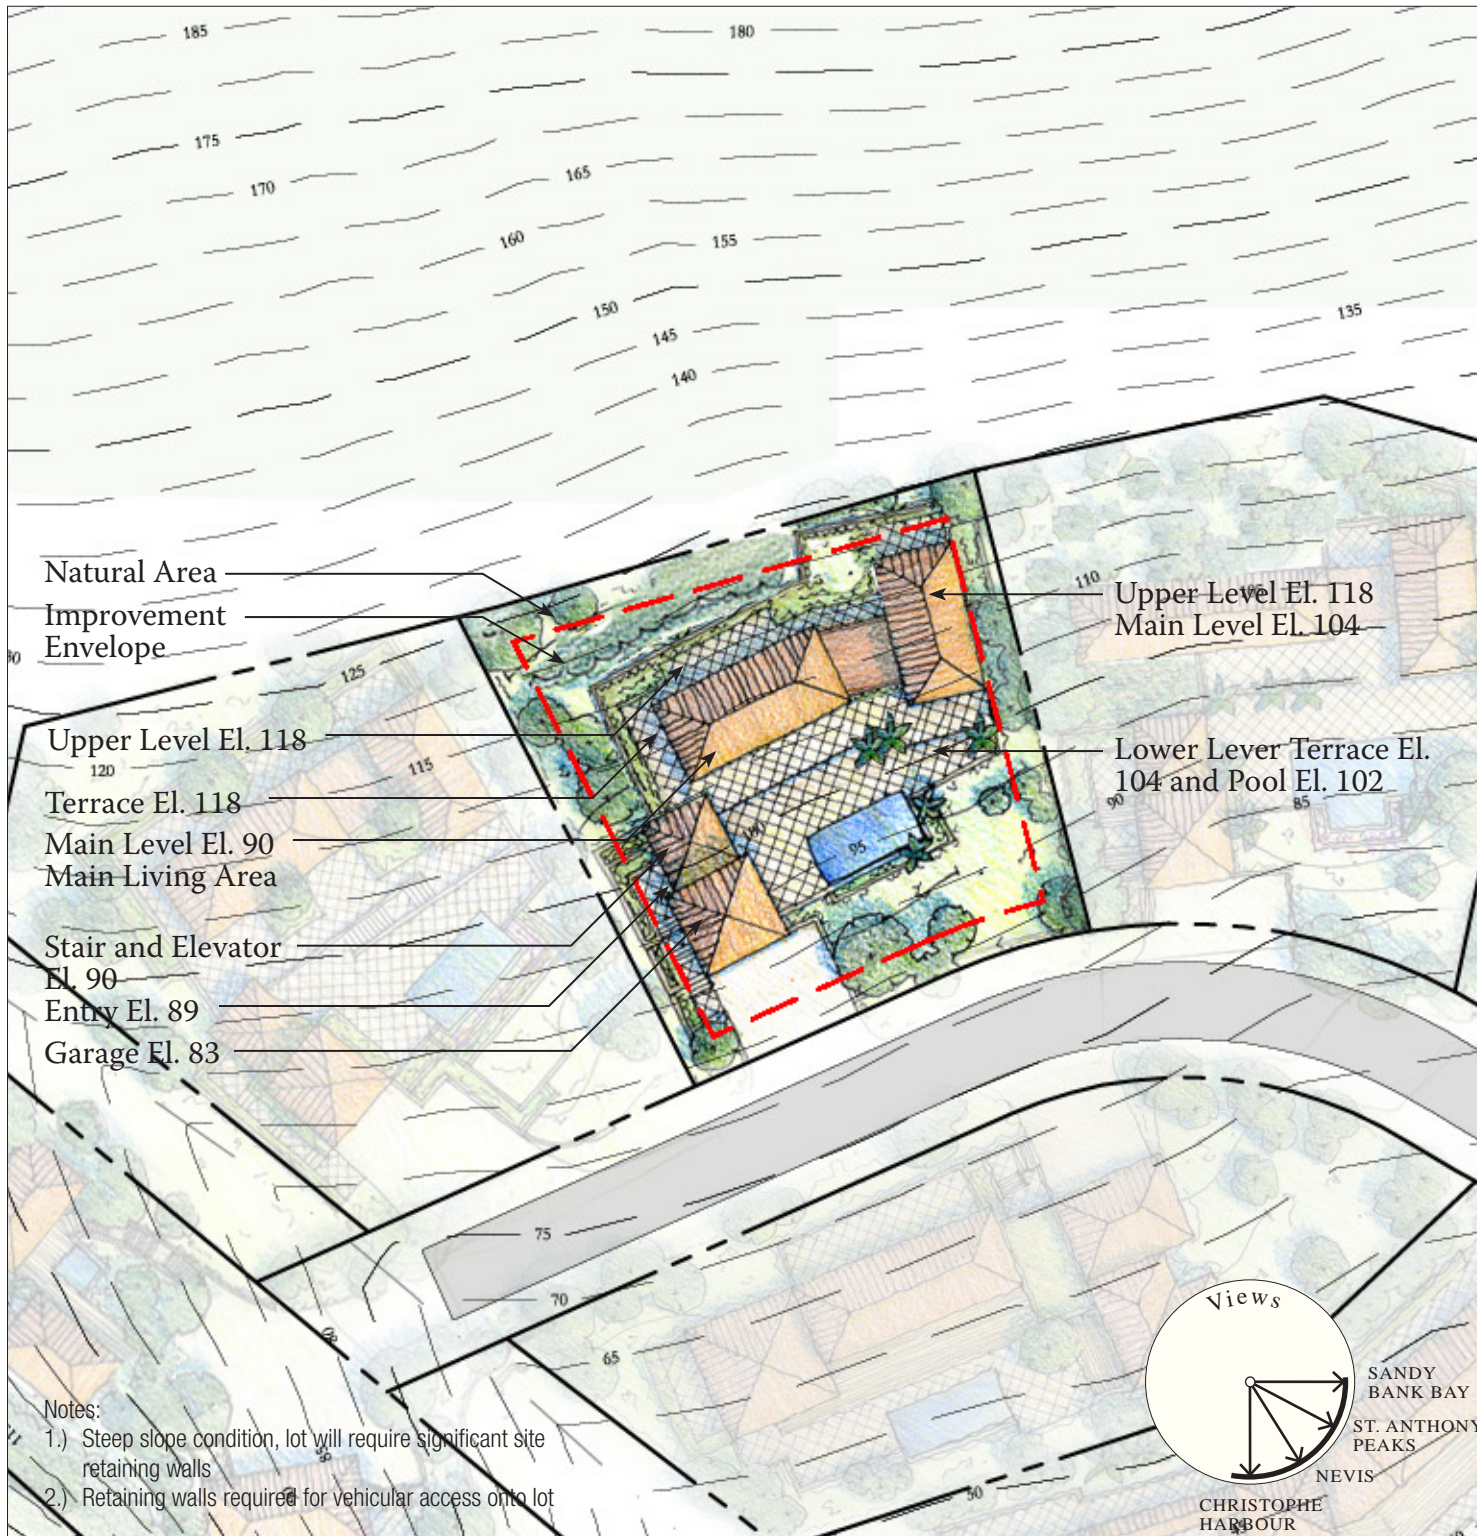 185
180
175
170
165
160
155
150
145
140
135
Natural Area
Improvement
Envelope
125
110
105
Upper Level El. 118
Main Level El. 104
Upper Level El. 118
120
115
Lower Lever Terrace El.
104 and Pool El. 102
90
85
Terrace El. 118
Main Level El. 90
Main Living Area
100
95
Stair and Elevator
El. 90
Entry El. 89
Garage El. 83
75
70
65
80
Views
SANDY
BANK BAY
ST. ANTHONY
PEAKS
NEVIS
CHRISTOPHE
HARBOUR
50
Notes:
1.) Steep slope condition, lot will require significant site
retaining walls
2.) Retaining walls required for vehicular access onto lot